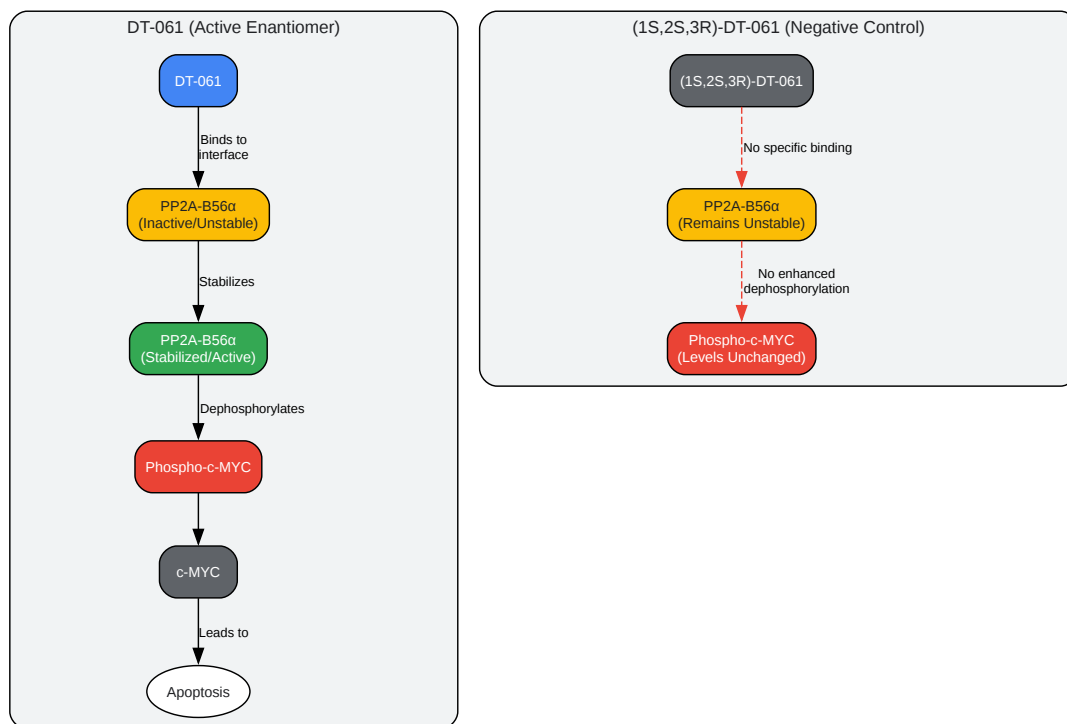 DT-061 (Active Enantiomer)
DT-061
Binds to
interface
PP2A-B56α
(Inactive/Unstable)
Stabilizes
PP2A-B56α
(Stabilized/Active)
Dephosphorylates
Phospho-c-MYC
c-MYC
Leads to
Apoptosis
(1S,2S,3R)-DT-061 (Negative Control)
(1S,2S,3R)-DT-061
No specific binding
PP2A-B56α
(Remains Unstable)
No enhanced
dephosphorylation
Phospho-c-MYC
(Levels Unchanged)